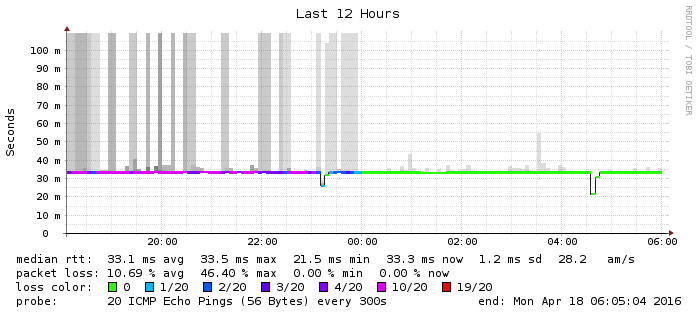 Last 12 Hours
RRDTOOL / TOBI OETIKER
Seconds
100 m
90 m
80 m
70 m
60 m
50 m
40 m
30 m
20 m
10 m
0
20:00 22:00 00:00 02:00 04:00 06:00
median rtt: 33.1 ms avg 33.5 ms max 21.5 ms min 33.3 ms now 1.2 ms sd 28.2 am/s
packet loss: 10.69 % avg 46.40 % max 0.00 % min 0.00 % now
loss color: 0 1/20 2/20 3/20 4/20 10/20 19/20
probe: 20 ICMP Echo Pings (56 Bytes) every 300s end: Mon Apr 18 06:05:04 2016